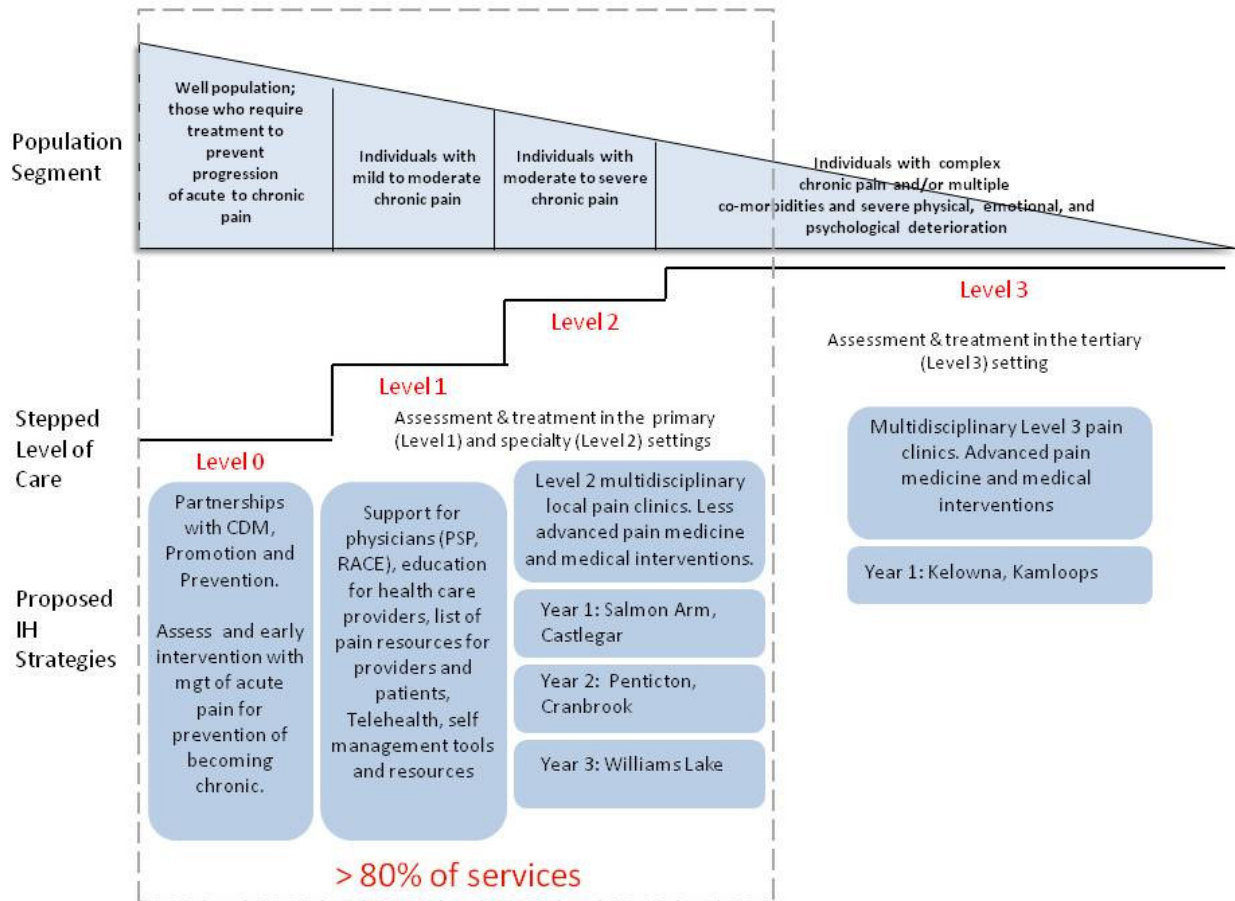 Population
Segment
Well population;
those who require
treatment to
prevent
progression
of acute to chronic
pain
Individuals with
mild to moderate
chronic pain
Individuals with
moderate to severe
chronic pain
Individuals with complex
chronic pain and/or multiple
co-morbidities and severe physical, emotional, and
psychological deterioration
Stepped
Level of
Care
Level 0
Level 1
Level 2
Level 3
Assessment & treatment in the primary
(Level 1) and specialty (Level 2) settings
Assessment & treatment in the tertiary
(Level 3) setting
Proposed
IH
Strategies
Partnerships
with CDM,
Promotion and
Prevention.
Assess and early
intervention with
mgt of acute
pain for
prevention of
becoming
chronic.
Support for
physicians (PSP,
RACE), education
for health care
providers, list of
pain resources for
providers and
patients,
Telehealth, self
management tools
and resources
Level 2 multidisciplinary
local pain clinics. Less
advanced pain medicine
and medical interventions.
Year 1: Salmon Arm,
Castlegar
Year 2: Penticton,
Cranbrook
Year 3: Williams Lake
Multidisciplinary Level 3 pain
clinics. Advanced pain
medicine and medical
interventions
Year 1: Kelowna, Kamloops
> 80% of services